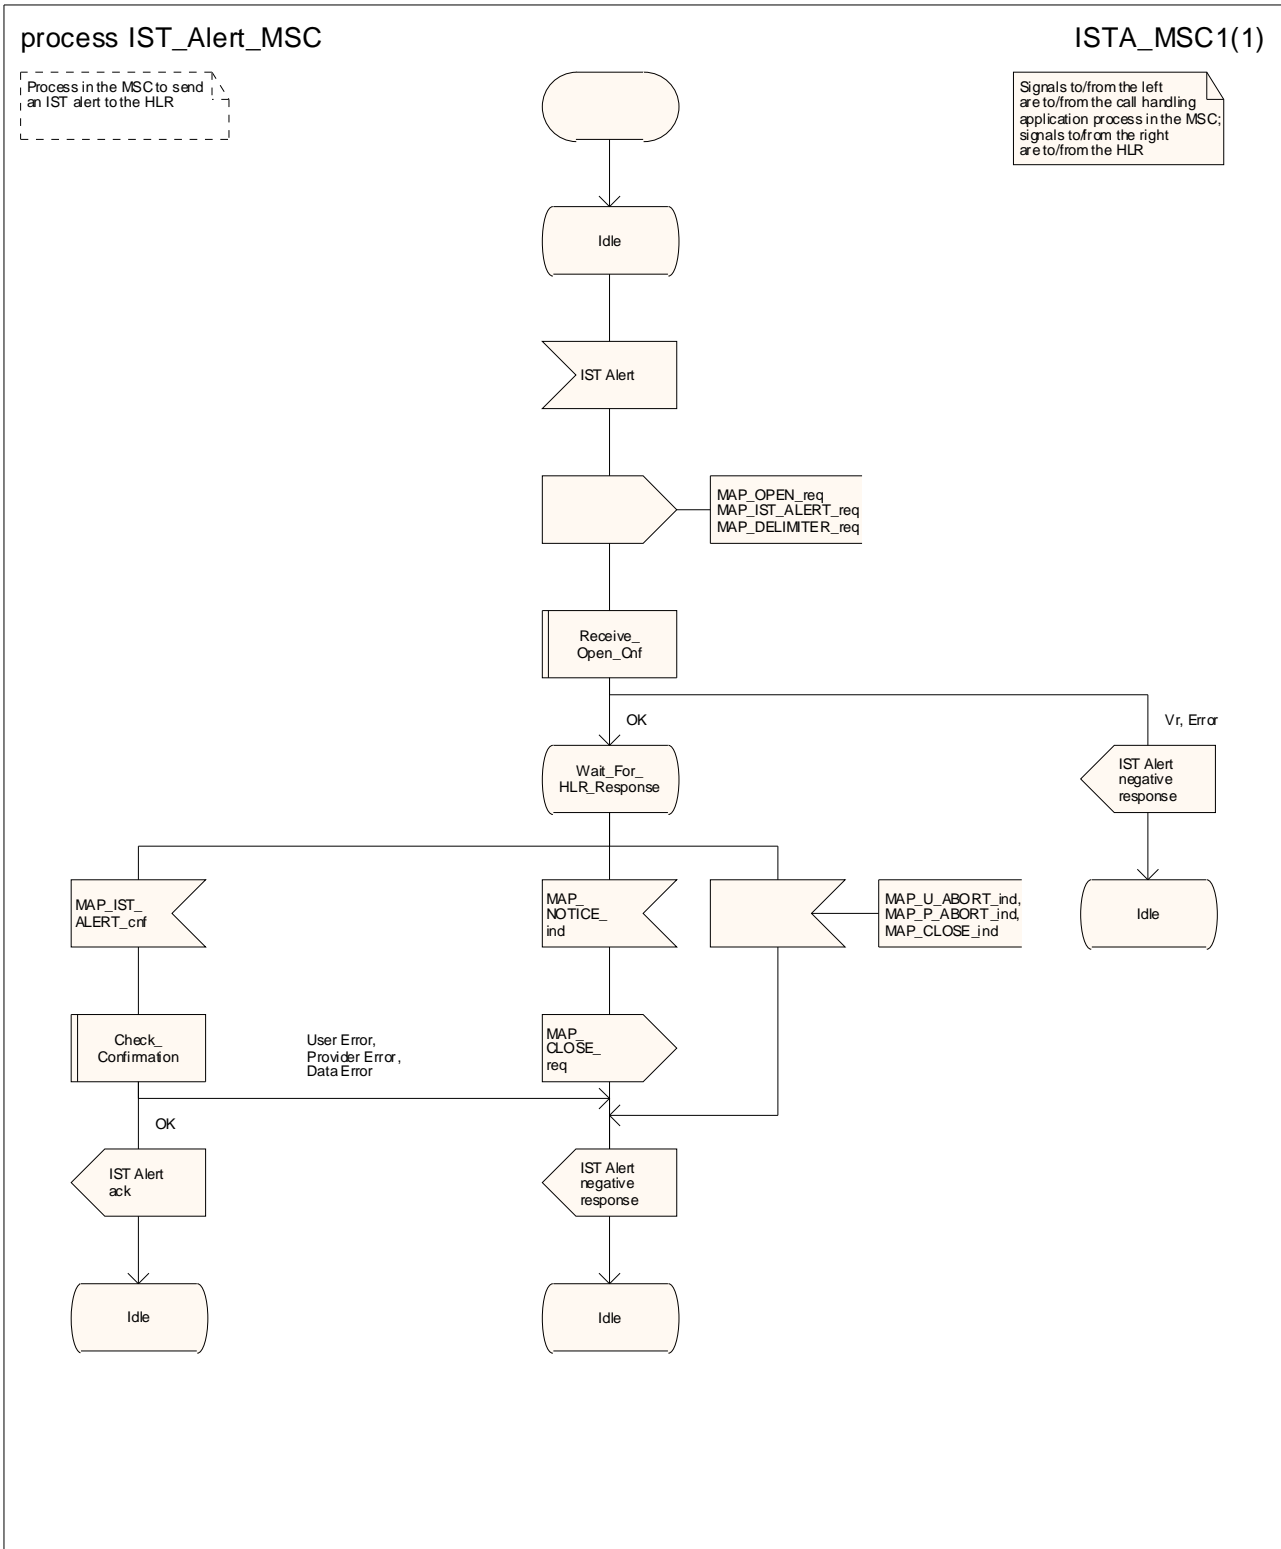 process IST_Alert_MSC
ISTA_MSC1(1)
Process in the MSC to send
an IST alert to the HLR
Signals to/from the left
are to/from the call handling
application process in the MSC;
signals to/from the right
are to/from the HLR
Idle
IST Alert
MAP_OPEN_req
MAP_IST_ALERT_req
MAP_DELIMITER_req
Receive_
Open_Cnf
OK
Vr, Error
Wait_For_
HLR_Response
IST Alert
negative
response
MAP_IST_
ALERT_cnf
MAP_
NOTICE_
ind
MAP_U_ABORT_ind,
MAP_P_ABORT_ind,
MAP_CLOSE_ind
Idle
Check_
Confirmation
User Error,
Provider Error,
Data Error
MAP_
CLOSE_
req
OK
IST Alert
ack
IST Alert
negative
response
Idle
Idle